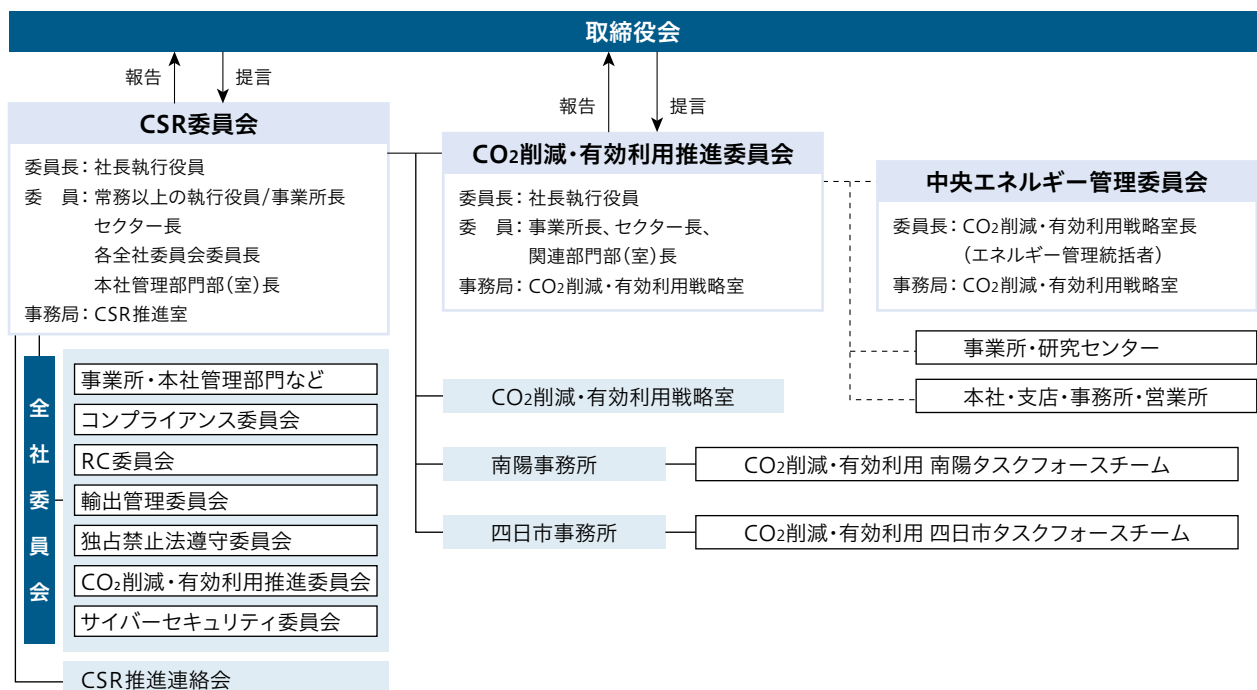 取締役会
報告
提言
報告
提言
CSR委員会
委員長：社長執行役員
委　員：常務以上の執行役員/事業所長
セクター長
各全社委員会委員長
本社管理部門部（室）長
事務局：CSR推進室
CO₂削減・有効利用推進委員会
委員長：社長執行役員
委　員：事業所長、セクター長、
関連部門部（室）長
事務局：CO₂削減・有効利用戦略室
中央エネルギー管理委員会
委員長：CO₂削減・有効利用戦略室長
（エネルギー管理統括者）
事務局：CO₂削減・有効利用戦略室
事業所・研究センター
本社・支店・事務所・営業所
全社委員会
事業所・本社管理部門など
コンプライアンス委員会
RC委員会
輸出管理委員会
独占禁止法遵守委員会
CO₂削減・有効利用推進委員会
サイバーセキュリティ委員会
CSR推進連絡会
CO₂削減・有効利用戦略室
南陽事務所
CO₂削減・有効利用 南陽タスクフォースチーム
四日市事務所
CO₂削減・有効利用 四日市タスクフォースチーム